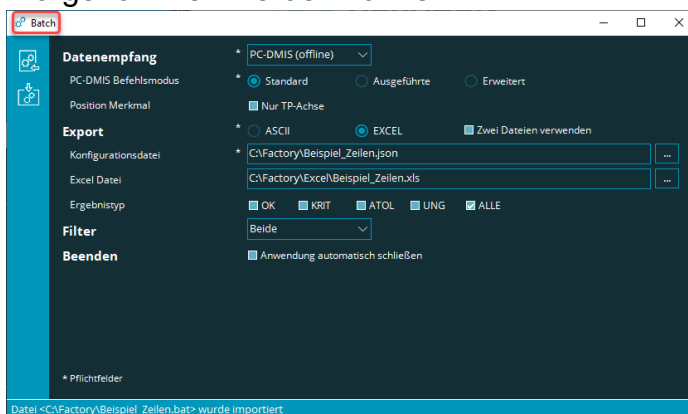 Batch
Datenempfang * PC-DMIS (offline)
PC-DMIS Befehlsmodus * Standard Ausgeführte Erweitert
Position Merkmal Nur TP-Achse
Export * ASCII EXCEL Zwei Dateien verwenden
Konfigurationsdatei * C:\Factory\Beispiel_Zeilen.json ...
Excel Datei C:\Factory\Excel\Beispiel_Zeilen.xls ...
Ergebnistyp OK KRIT ATOL UNG ALLE
Filter Beide
Beenden Anwendung automatisch schließen
* Pflichtfelder
Datei <C:\Factory\Beispiel_Zeilen.bat> wurde importiert